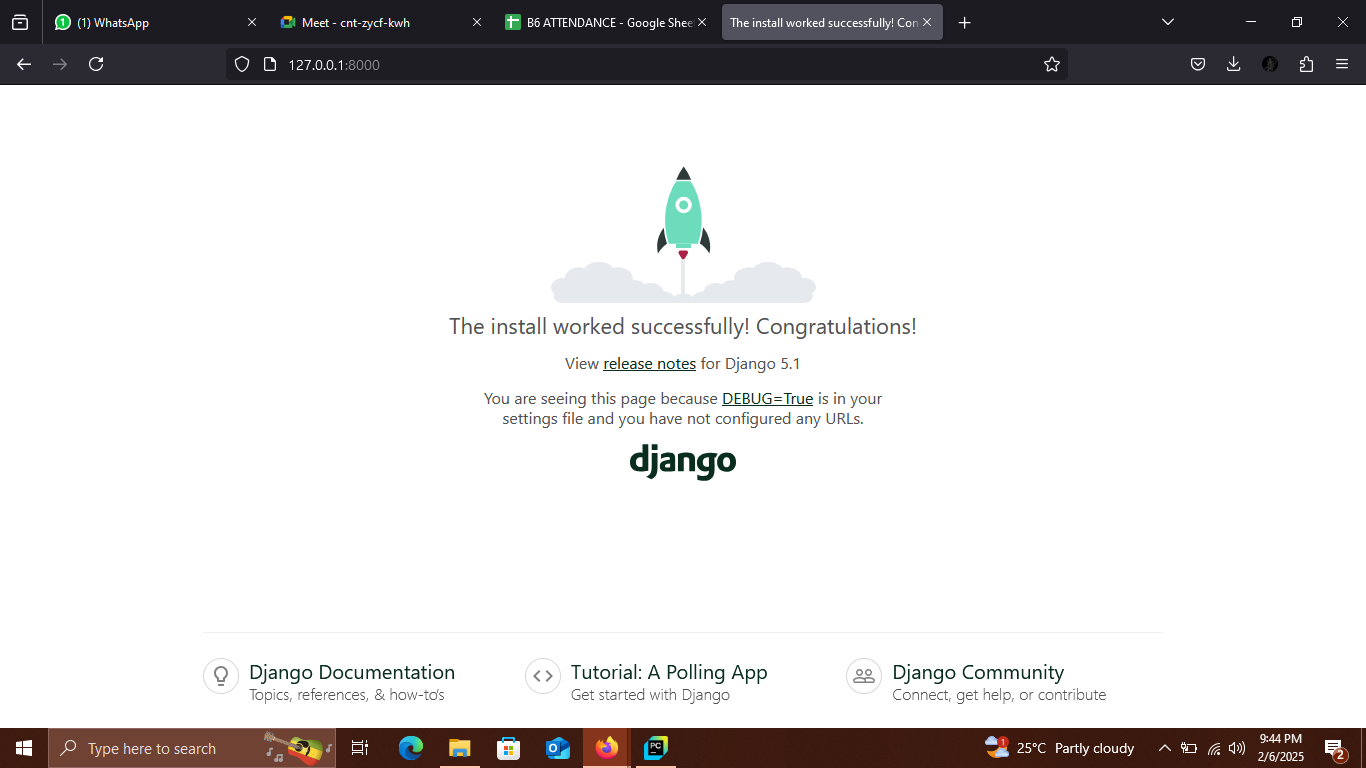 (1) WhatsApp
Meet - cnt-zycf-kwh
B6 ATTENDANCE - Google Shee
The install worked successfully! Con
127.0.0.1:8000
The install worked successfully! Congratulations!
View release notes for Django 5.1
You are seeing this page because DEBUG=True is in your
settings file and you have not configured any URLs.
django
Django Documentation
Topics, references, & how-to's
Tutorial: A Polling App
Get started with Django
Django Community
Connect, get help, or contribute
Type here to search
PC
1
25°C Partly cloudy
9:44 PM
2/6/2025
2